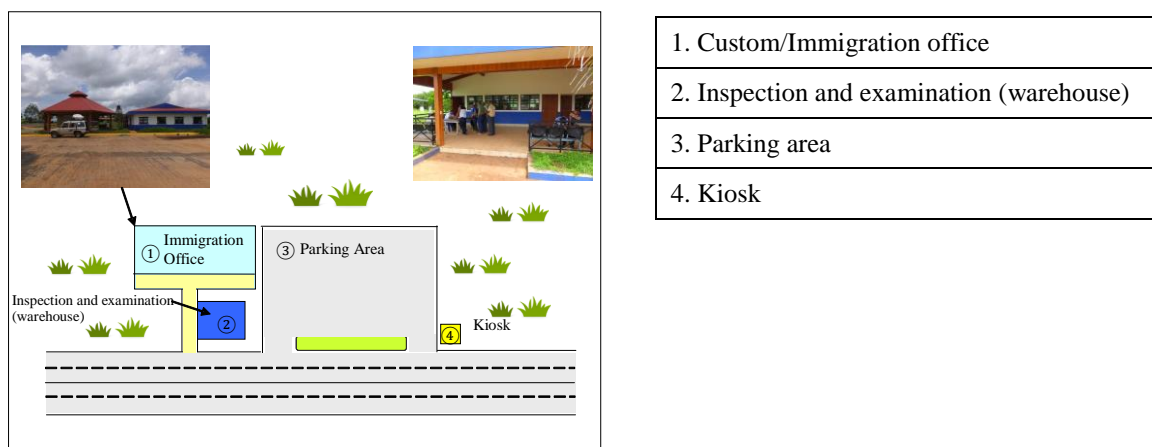 ① Immigration
Office
③ Parking Area
Inspection and examination
(warehouse)
②
Kiosk
④
1. Custom/Immigration office
2. Inspection and examination (warehouse)
3. Parking area
4. Kiosk